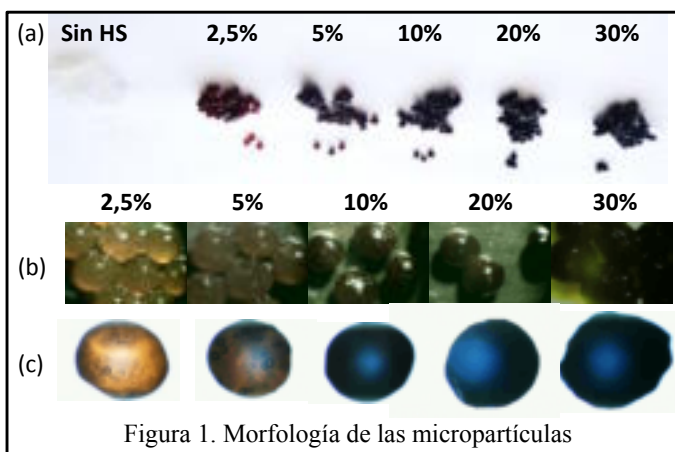 (a) Sin HS 2,5% 5% 10% 20% 30%
2,5% 5% 10% 20% 30%
(b)
(c)
Figura 1. Morfología de las micropartículas